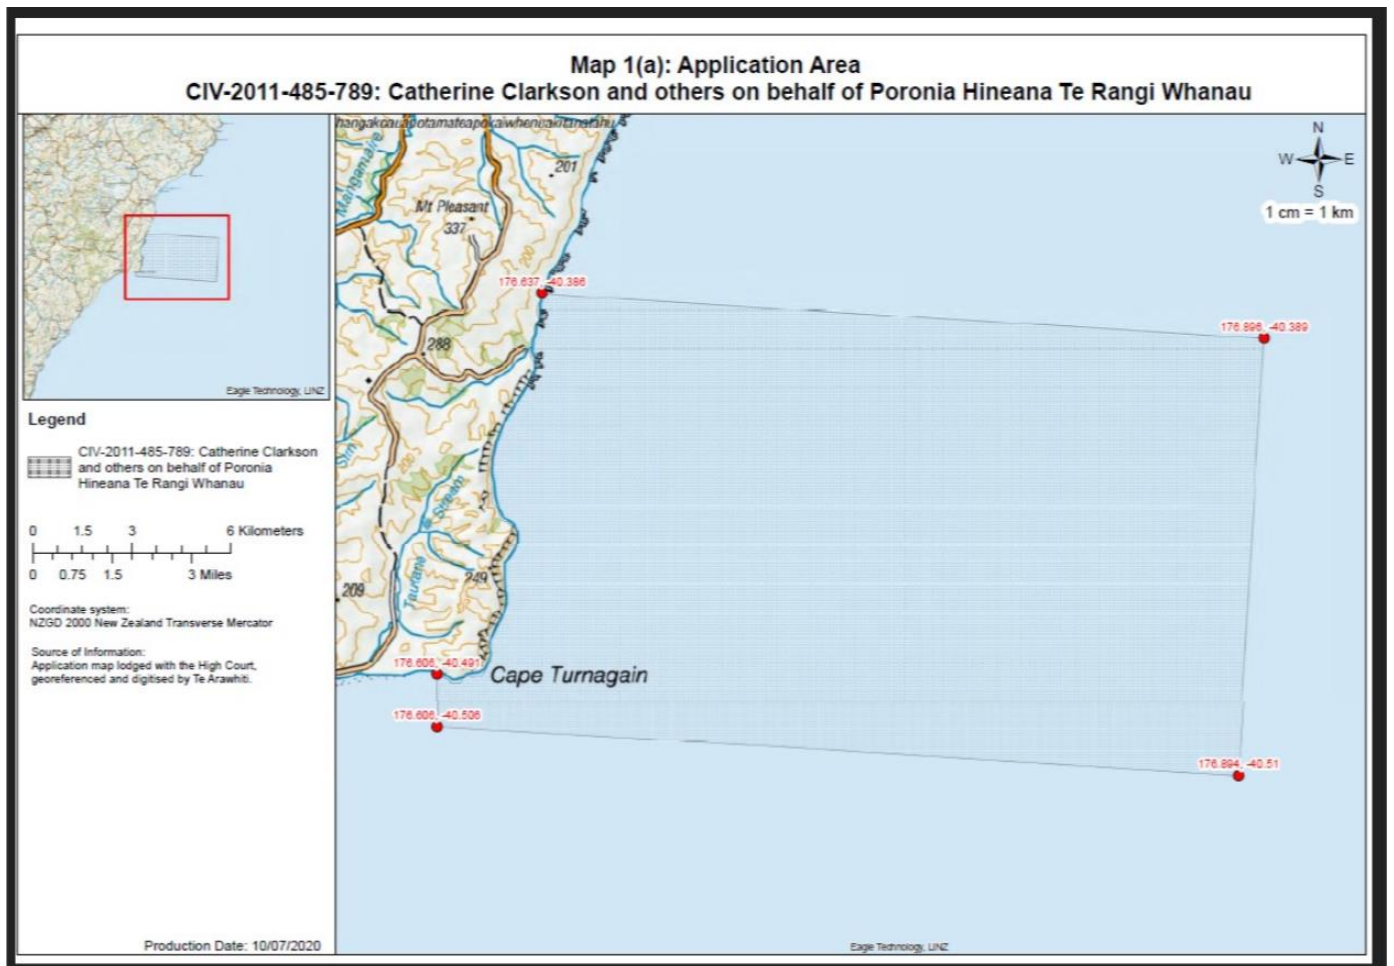 Map 1(a): Application Area
CIV-2011-485-789: Catherine Clarkson and others on behalf of Poronia Hineana Te Rangi Whanau
N
W E
S
1 cm = 1 km
Mangamaire
201
Mt Pleasant
337
200
176.637, -40.386
176.896, -40.389
288
Eagle Technology, LINZ
Legend
CIV-2011-485-789: Catherine Clarkson
and others on behalf of Poronia
Hineana Te Rangi Whanau
200
Stream
0 1.5 3 6 Kilometers
0 0.75 1.5 3 Miles
249
209
Tautane
Coordinate system:
NZGD 2000 New Zealand Transverse Mercator
Source of Information:
Application map lodged with the High Court,
georeferenced and digitised by Te Arawhiti.
176.606, -40.491
Cape Turnagain
176.606, -40.506
176.894, -40.51
Production Date: 10/07/2020
Eagle Technology, LINZ